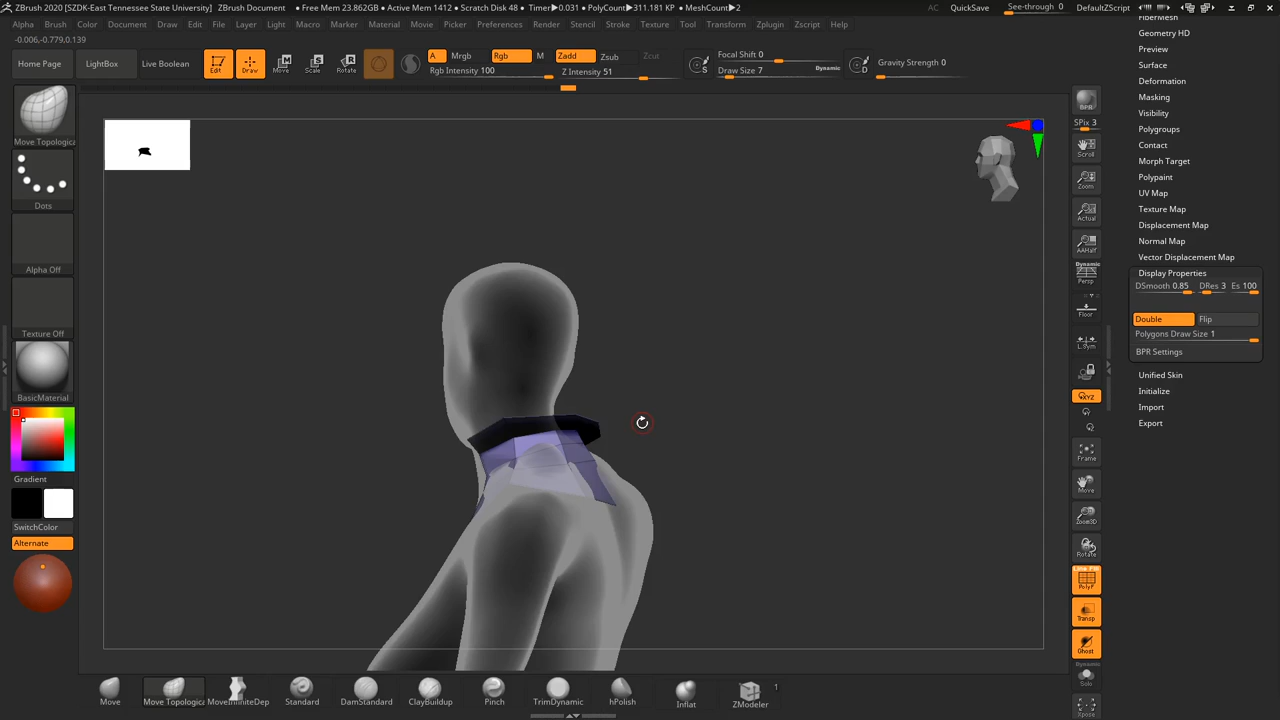 ZBrush 2020 [SZDK-East Tennessee State University] ZBrush Document • Free Mem 23.862GB • Active Mem 1412 • Scratch Disk 48 • Timer▶0.031 • PolyCount▶311.181 KP • MeshCount▶2 AC QuickSave See-through 0 Menus DefaultZScript
Alpha Brush Color Document Draw Edit File Layer Light Macro Marker Material Movie Picker Preferences Render Stencil Stroke Texture Tool Transform Zplugin Zscript Help
-0.006,-0.779,0.139
Home Page LightBox Live Boolean Edit Draw Move Scale Rotate
A Mrgb Rgb M Zadd Zsub Zcut
Rgb Intensity 100 Z Intensity 51
Focal Shift 0
Draw Size 7 Dynamic
Gravity Strength 0
Move Topologica
Dots
Alpha Off
Texture Off
BasicMaterial
Gradient
SwitchColor
Alternate
BPR
SPix 3
Scroll
Zoom
Actual
AAHalf
Dynamic
Persp
Floor
L.Sym
XYZ
Frame
Move
Zoom3D
Rotate
Line Fill
PolyF
Transp
Ghost
Dynamic
Solo
Xpose
FiberMesh
Geometry HD
Preview
Surface
Deformation
Masking
Visibility
Polygroups
Contact
Morph Target
Polypaint
UV Map
Texture Map
Displacement Map
Normal Map
Vector Displacement Map
Display Properties
DSmooth 0.85 DRes 3 Es 100
Double Flip
Polygons Draw Size 1
BPR Settings
Unified Skin
Initialize
Import
Export
Move Move Topologica MoveInfiniteDep Standard DamStandard ClayBuildup Pinch TrimDynamic hPolish Inflat ZModeler 1